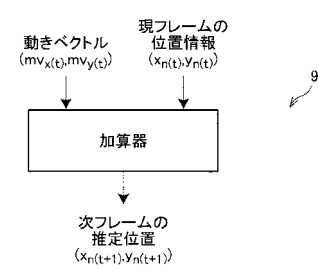 動きベクトル
(mvx(t),mvy(t))
現フレームの
位置情報
(xn(t),yn(t))
9
加算器
次フレームの
推定位置
(xn(t+1),yn(t+1))